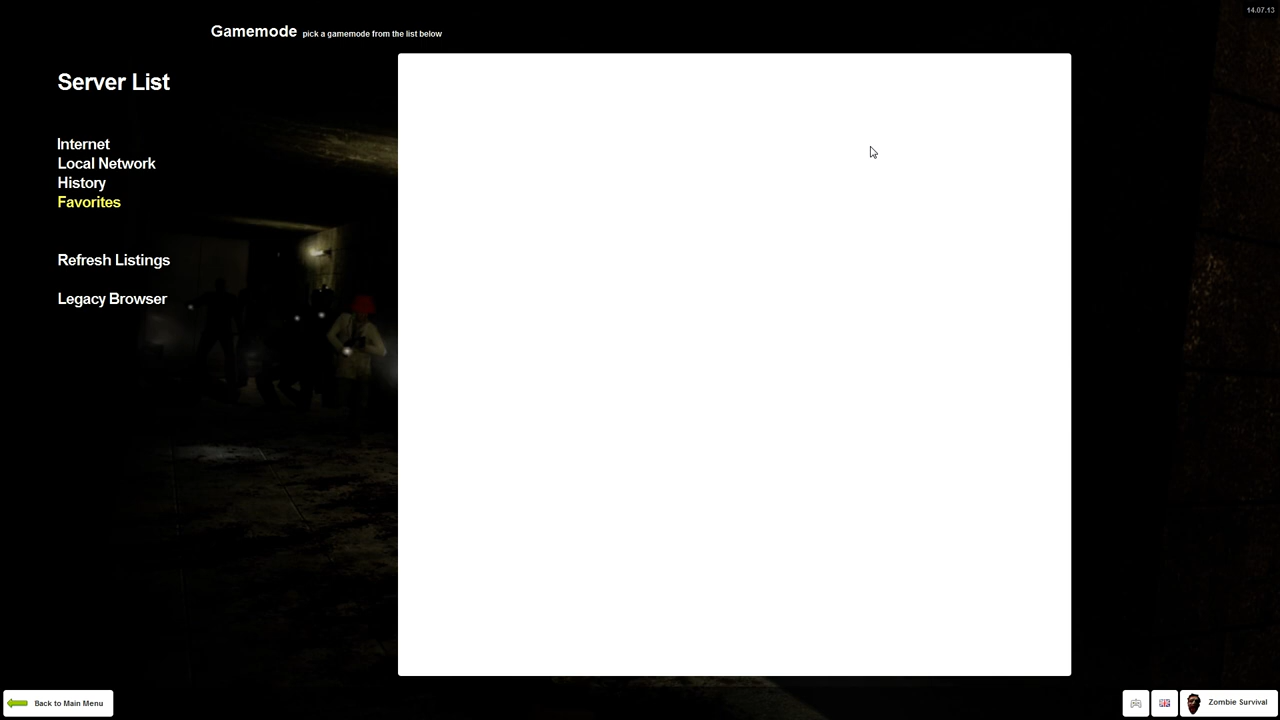 14.07.13
Gamemode pick a gamemode from the list below
Server List
Internet
Local Network
History
Favorites
Refresh Listings
Legacy Browser
Back to Main Menu
Zombie Survival